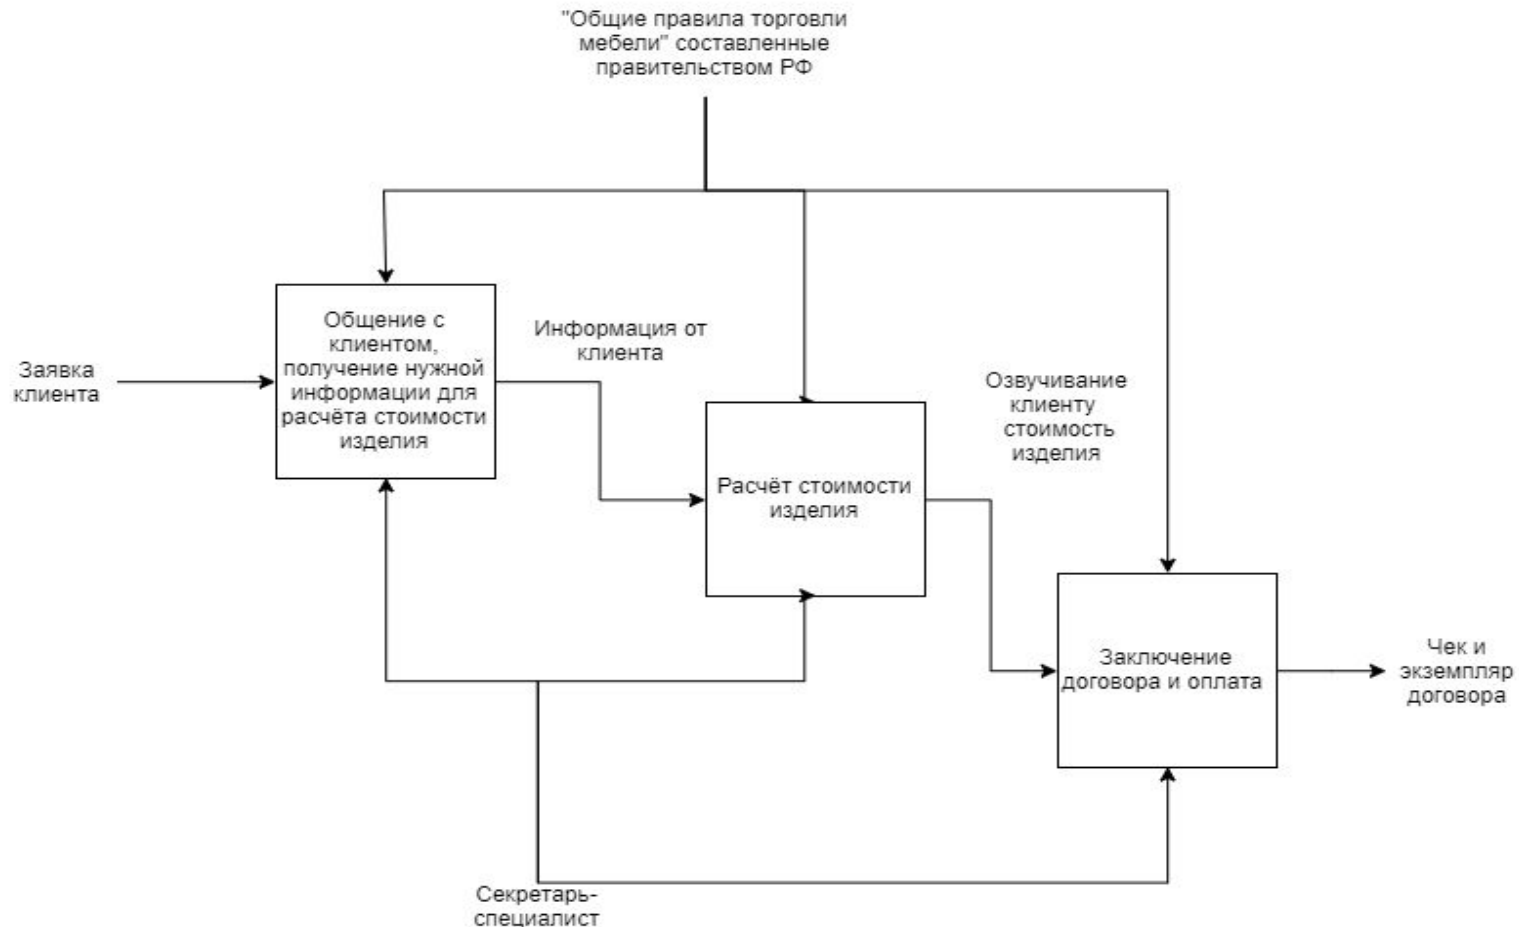 "Общие правила торговли
мебели" составленные
правительством РФ
Заявка
клиента
Общение с
клиентом,
получение нужной
информации для
расчёта стоимости
изделия
Информация от
клиента
Расчёт стоимости
изделия
Озвучивание
клиенту
стоимость
изделия
Заключение
договора и оплата
Чек и
экземпляр
договора
Секретарь-
специалист